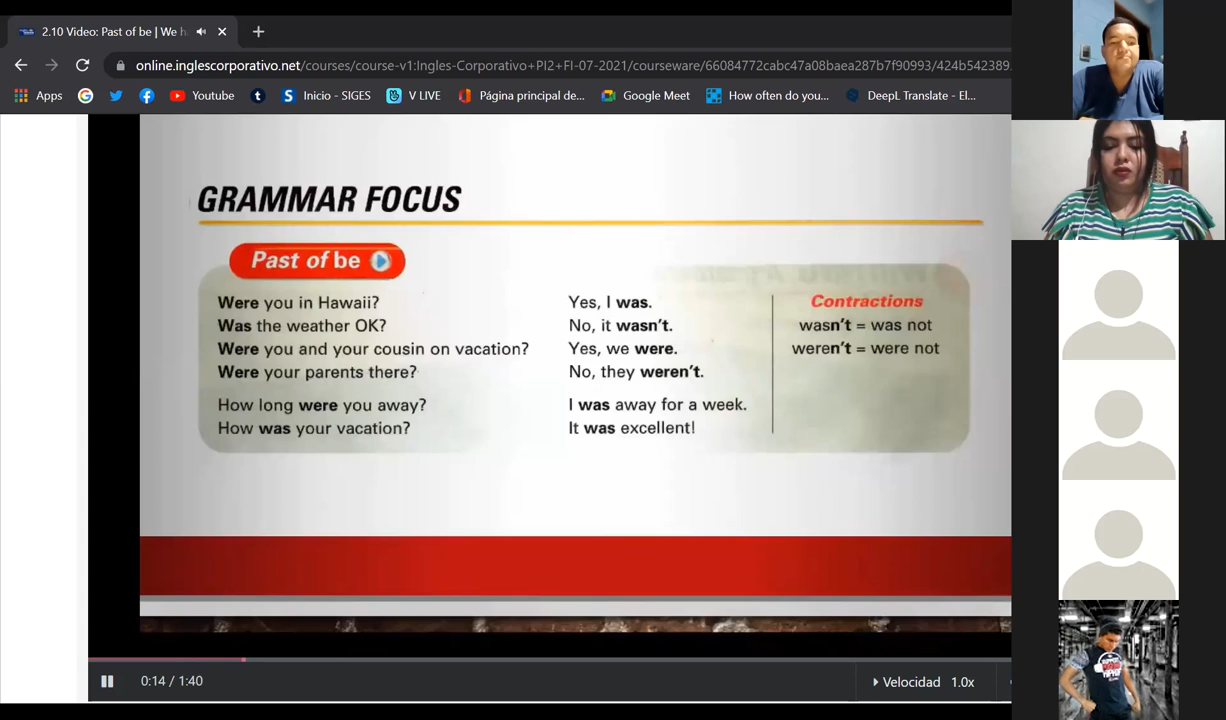 2.10 Video: Past of be | We h
online.inglescorporativo.net/courses/course-v1:Ingles-Corporativo+PI2+FI-07-2021/courseware/66084772cabc47a08baea287b7f90993/424b542389
Apps Youtube Inicio - SIGES V LIVE Página principal de... Google Meet How often do you... DeepL Translate - El...
GRAMMAR FOCUS
Past of be
Were you in Hawaii? Yes, I was. Contractions
Was the weather OK? No, it wasn't. wasn't = was not
Were you and your cousin on vacation? Yes, we were. weren't = were not
Were your parents there? No, they weren't.
How long were you away? I was away for a week.
How was your vacation? It was excellent!
0:14 / 1:40 Velocidad 1.0x